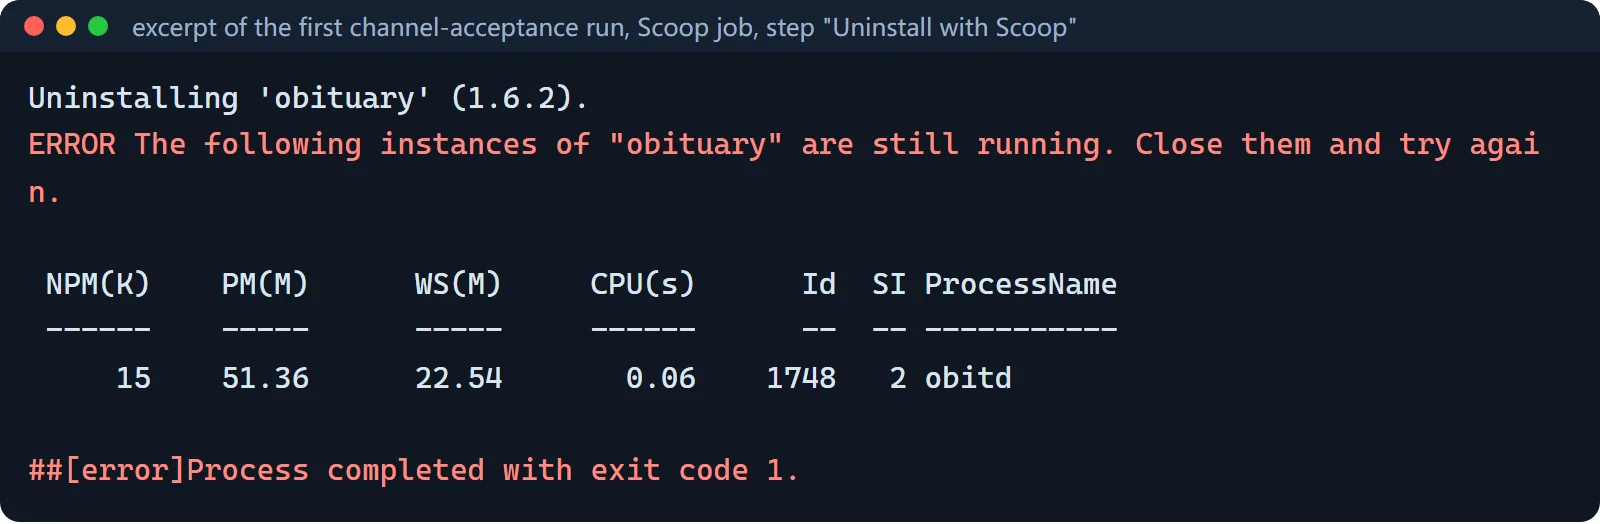 excerpt of the first channel-acceptance run, Scoop job, step "Uninstall with Scoop"
Uninstalling 'obituary' (1.6.2).
ERROR The following instances of "obituary" are still running. Close them and try agai
n.
NPM(K)    PM(M)      WS(M)     CPU(s)      Id  SI ProcessName
------    -----      -----     ------      --  -- -----------
    15    51.36      22.54       0.06    1748   2 obitd
##[error]Process completed with exit code 1.